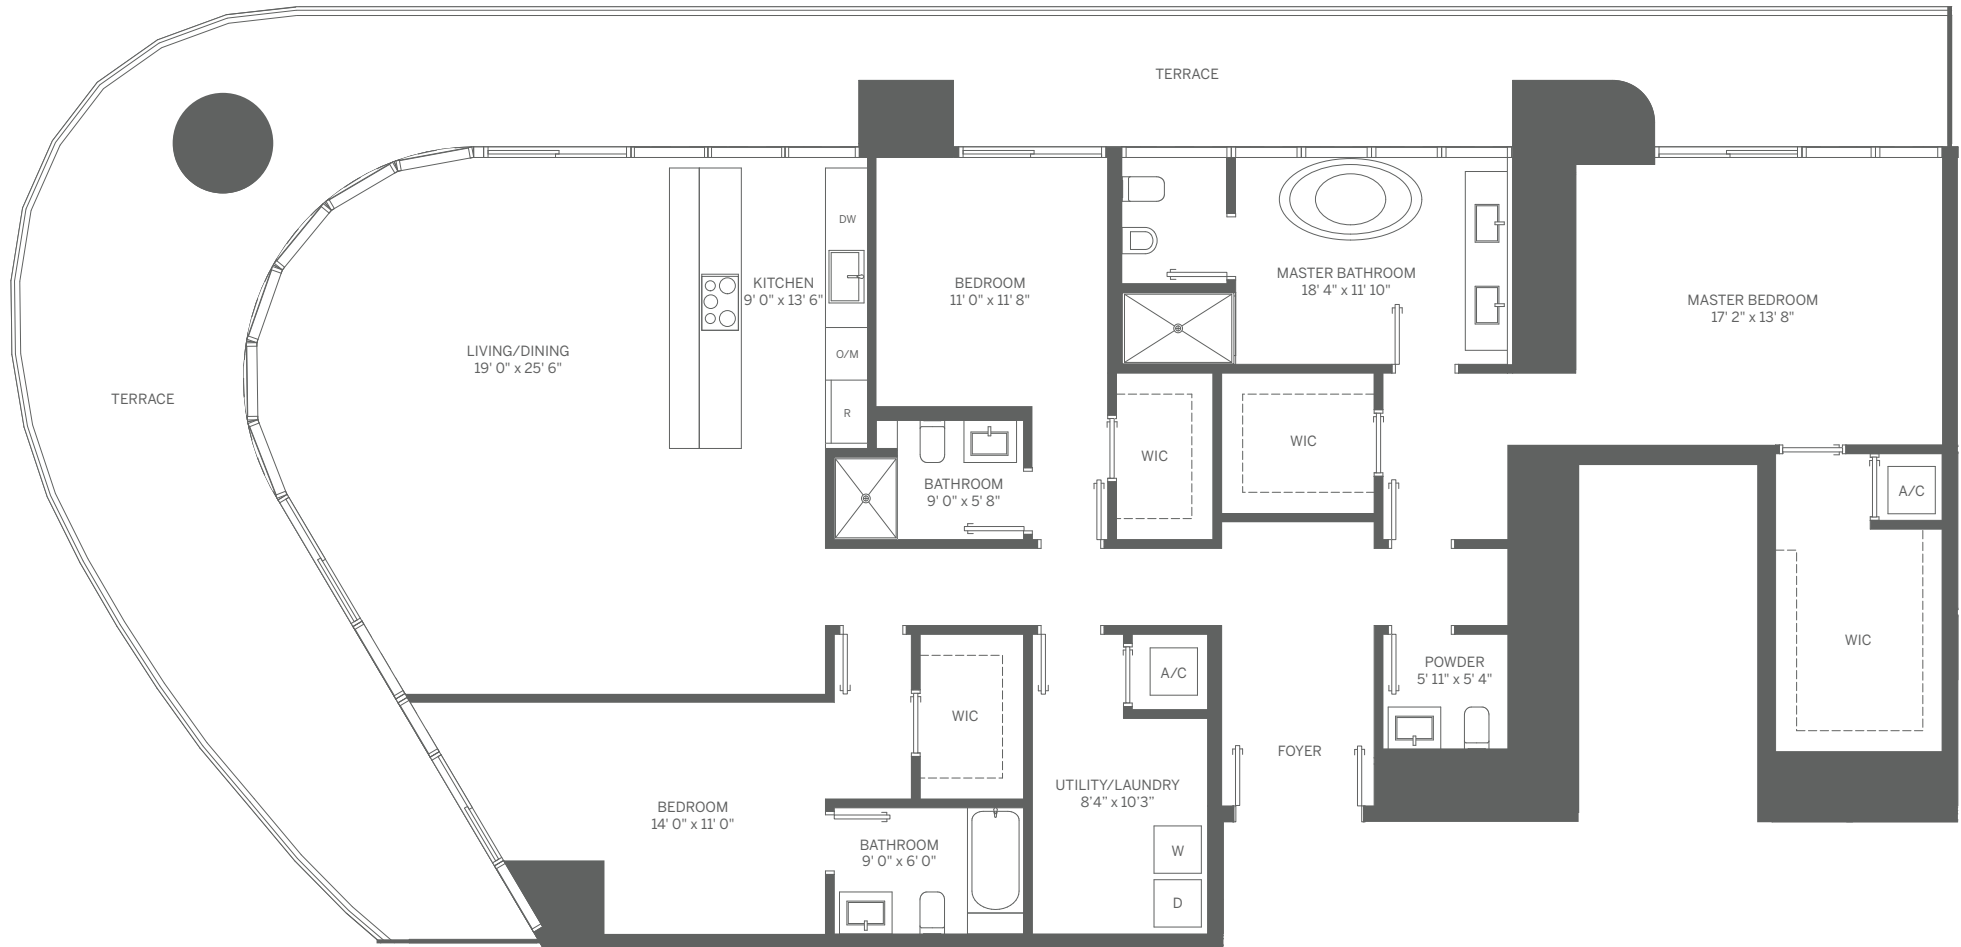 TERRACE
DW
KITCHEN
9' 0" x 13' 6"
BEDROOM
11' 0" x 11' 8"
MASTER BATHROOM
18' 4" x 11' 10"
MASTER BEDROOM
17' 2" x 13' 8"
LIVING/DINING
19' 0" x 25' 6"
O/M
TERRACE
R
WIC
WIC
BATHROOM
9' 0" x 5' 8"
A/C
WIC
POWDER
5' 11" x 5' 4"
A/C
WIC
FOYER
UTILITY/LAUNDRY
8'4" x 10'3"
BEDROOM
14' 0" x 11' 0"
BATHROOM
9' 0" x 6' 0"
W
D